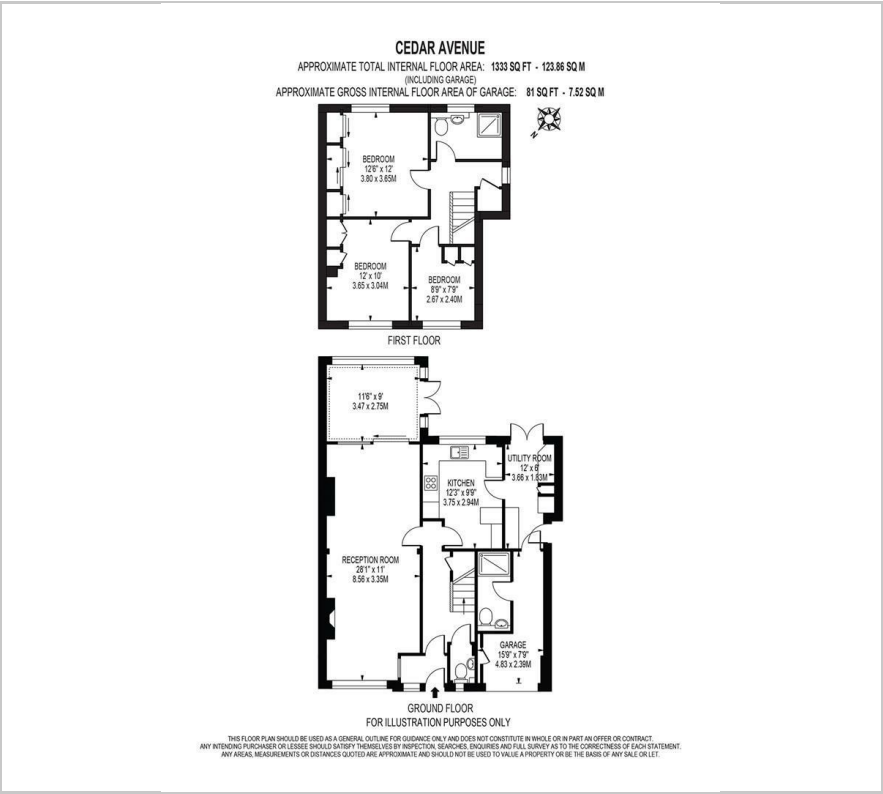 CEDAR AVENUE
APPROXIMATE TOTAL INTERNAL FLOOR AREA: 1333 SQ FT - 123.86 SQ M
(INCLUDING GARAGE)
APPROXIMATE GROSS INTERNAL FLOOR AREA OF GARAGE: 81 SQ FT - 7.52 SQ M
N
BEDROOM
12'6" x 12'
3.80 x 3.65M
BEDROOM
12' x 10'
3.65 x 3.04M
BEDROOM
8'9" x 7'9"
2.67 x 2.40M
FIRST FLOOR
11'6" x 9'
3.47 x 2.75M
KITCHEN
12'3" x 9'9"
3.75 x 2.94M
UTILITY ROOM
12' x 6'
3.66 x 1.83M
RECEPTION ROOM
28'1" x 11'
8.56 x 3.35M
GARAGE
15'9" x 7'9"
4.83 x 2.39M
GROUND FLOOR
FOR ILLUSTRATION PURPOSES ONLY
THIS FLOOR PLAN SHOULD BE USED AS A GENERAL OUTLINE FOR GUIDANCE ONLY AND DOES NOT CONSTITUTE IN WHOLE OR IN PART AN OFFER OR CONTRACT.
ANY INTENDING PURCHASER OR LESSEE SHOULD SATISFY THEMSELVES BY INSPECTION, SEARCHES, ENQUIRIES AND FULL SURVEY AS TO THE CORRECTNESS OF EACH STATEMENT.
ANY AREAS, MEASUREMENTS OR DISTANCES QUOTED ARE APPROXIMATE AND SHOULD NOT BE USED TO VALUE A PROPERTY OR BE THE BASIS OF ANY SALE OR LET.